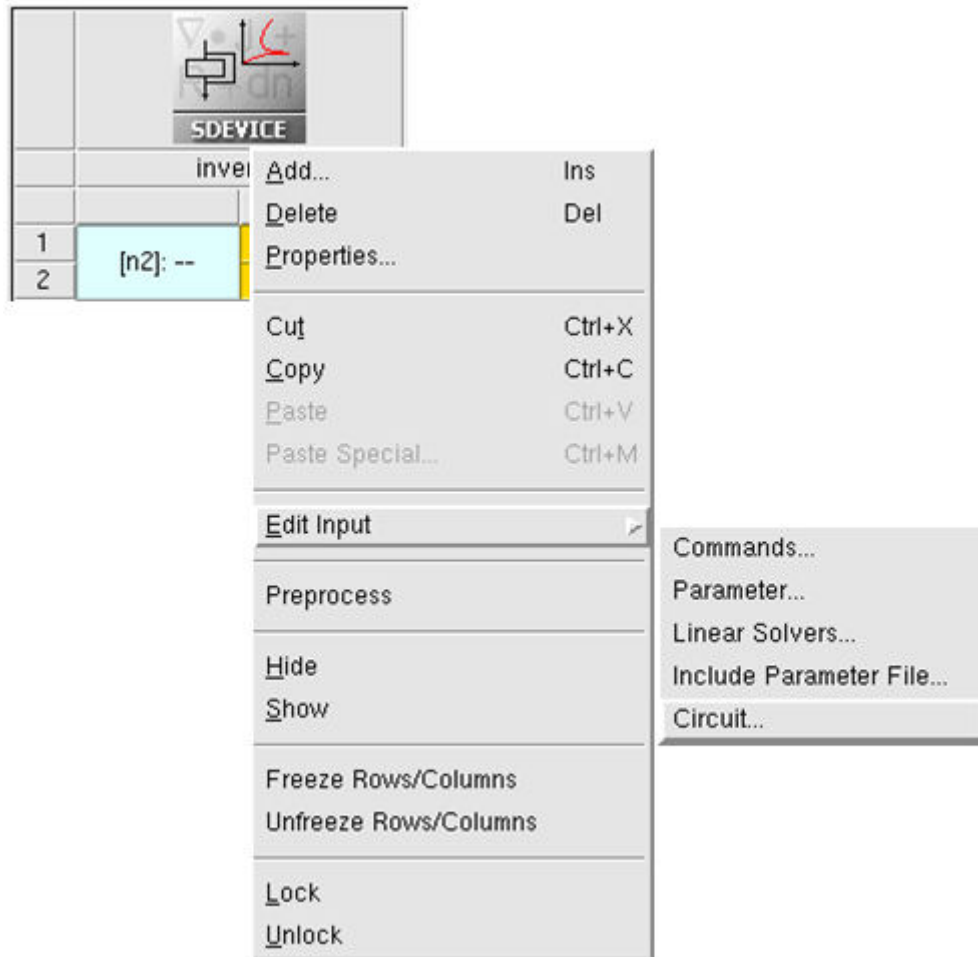 SDEVICE
inve
1
2
[n2]: --
Add... Ins
Delete Del
Properties...
Cut Ctrl+X
Copy Ctrl+C
Paste Ctrl+V
Paste Special... Ctrl+M
Edit Input
Preprocess
Hide
Show
Freeze Rows/Columns
Unfreeze Rows/Columns
Lock
Unlock
Commands...
Parameter...
Linear Solvers...
Include Parameter File...
Circuit...